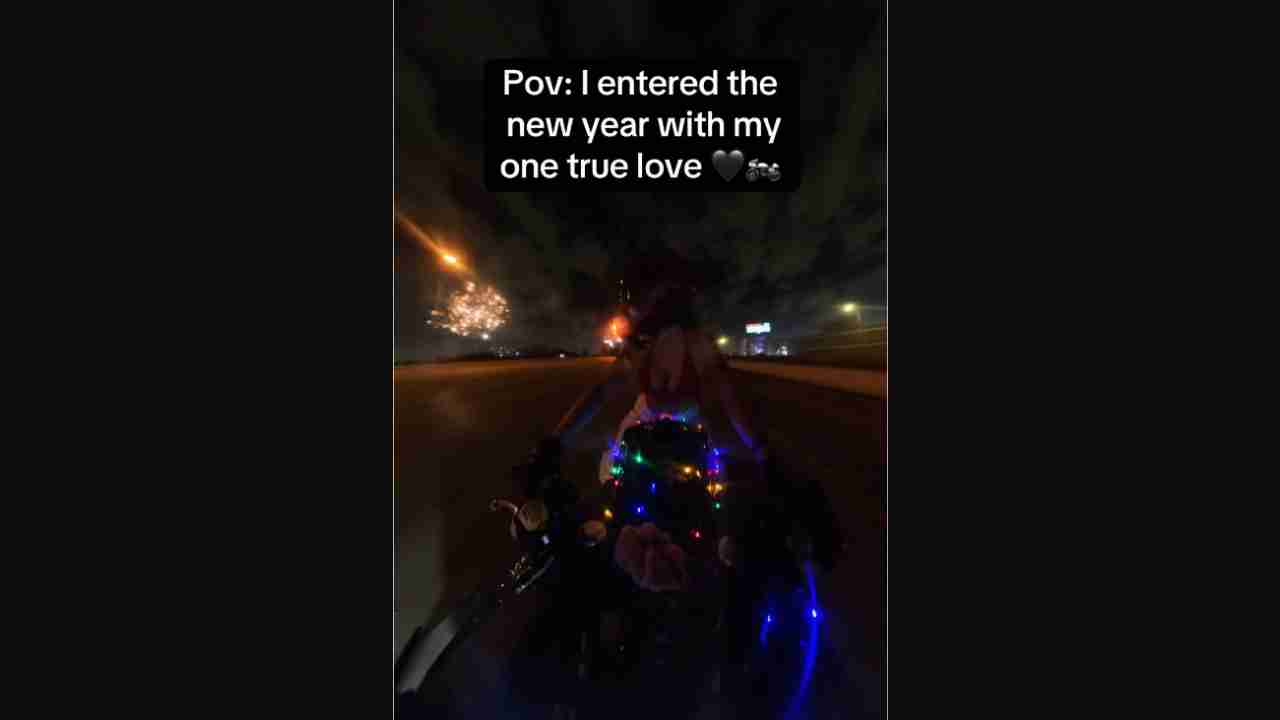 Pov: I entered the
new year with my
one true love 🖤🏍